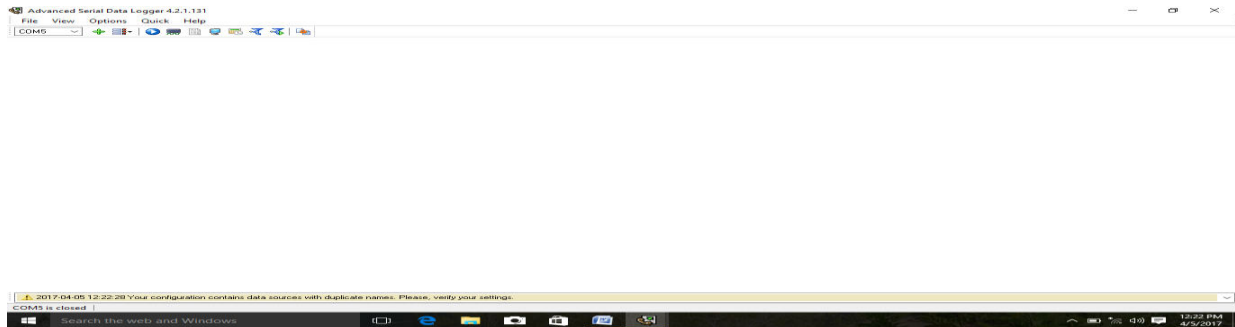 Advanced Serial Data Logger 4.2.1.131
File View Options Quick Help
COM5
2017-04-05 12:22:28 Your configuration contains data sources with duplicate names. Please, verify your settings.
COM5 is closed
Search the web and Windows
12:22 PM
4/5/2017